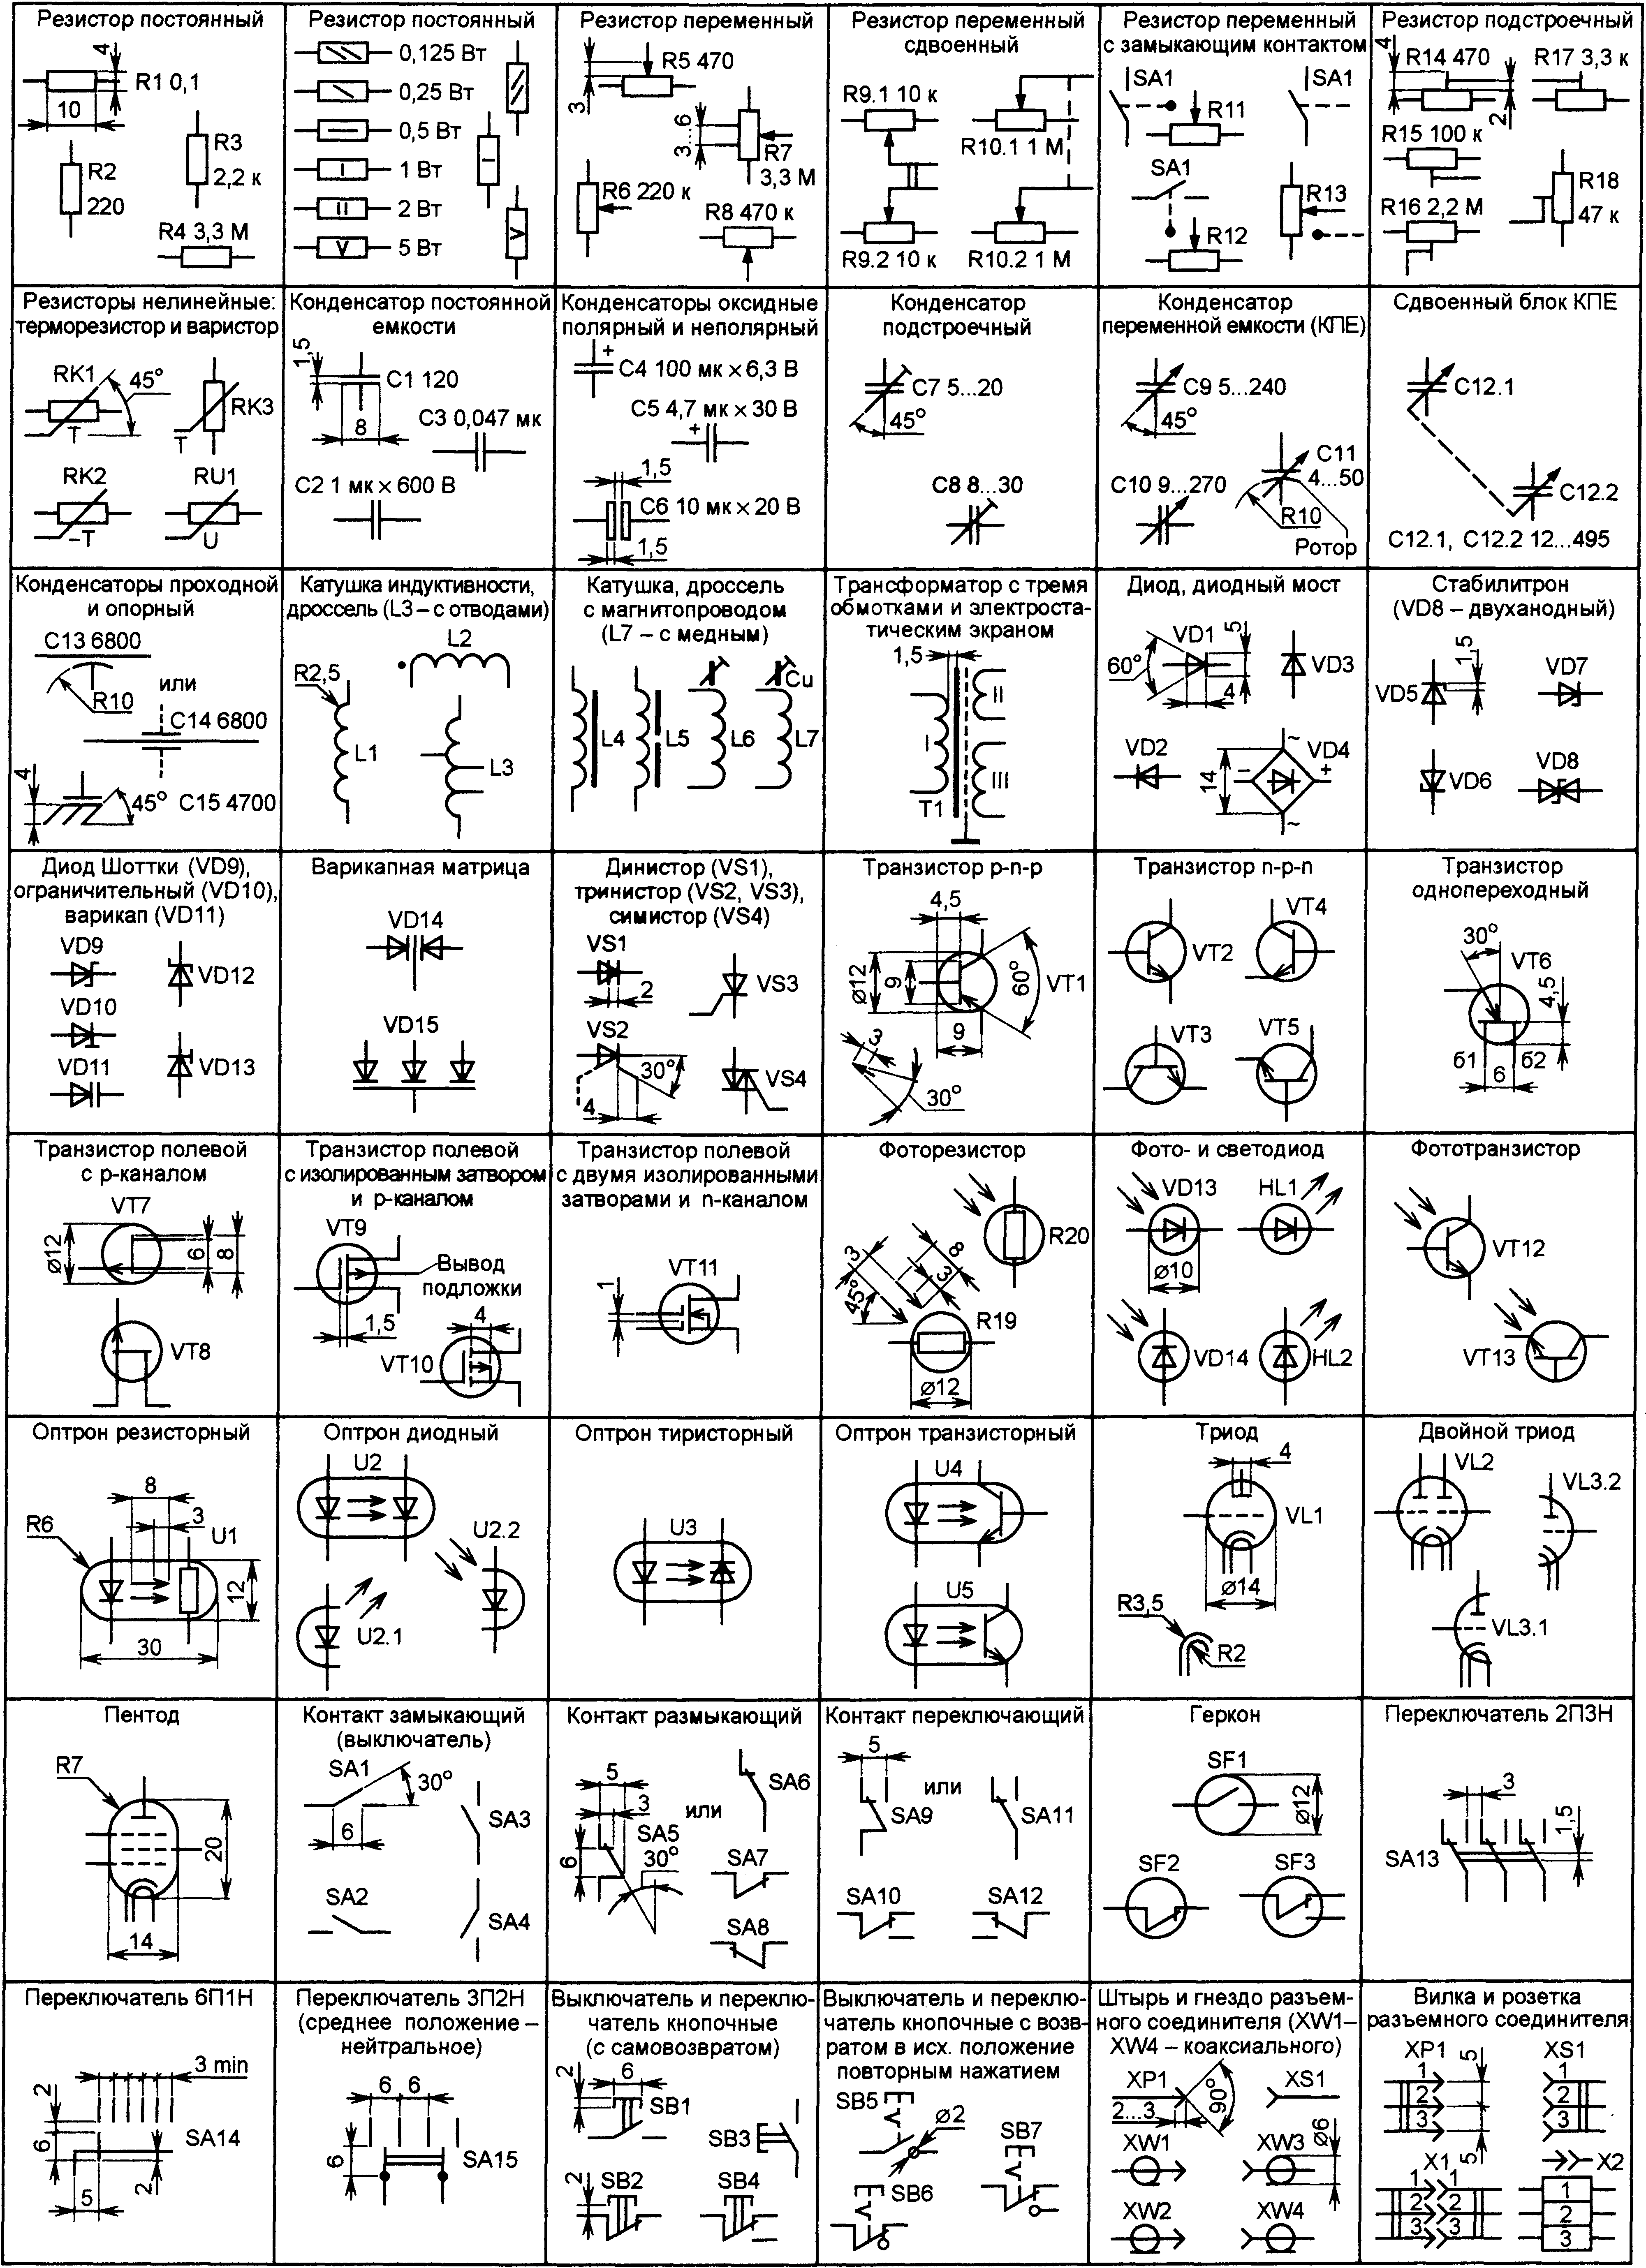 Резистор постоянный
4
R1 0,1
10
R3
2,2 к
R2
220
R4 3,3 М
Резистор постоянный
0,125 Вт
0,25 Вт
0,5 Вт
1 Вт
2 Вт
5 Вт
Резистор переменный
R5 470
3
3...6
R7
3,3 М
R6 220 к
R8 470 к
Резистор переменный
сдвоенный
R9.1 10 к
R10.1 1 М
R9.2 10 к
R10.2 1 М
Резистор переменный
с замыкающим контактом
SA1
SA1
R11
SA1
R13
R12
Резистор подстроечный
4
R14 470
R17 3,3 к
2
R15 100 к
R18
47 к
R16 2,2 М
Резисторы нелинейные:
терморезистор и варистор
RK1
45°
RK3
T
T
RK2
RU1
–T
U
Конденсатор постоянной
емкости
1,5
C1 120
8
C3 0,047 мк
C2 1 мк × 600 В
Конденсаторы оксидные
полярный и неполярный
+
C4 100 мк × 6,3 В
C5 4,7 мк × 30 В
+
1,5
C6 10 мк × 20 В
1,5
Конденсатор
подстроечный
C7 5...20
45°
C8 8...30
Конденсатор
переменной емкости (КПЕ)
C9 5...240
45°
C11
4...50
C10 9...270
R10
Ротор
Сдвоенный блок КПЕ
C12.1
C12.2
C12.1, C12.2 12...495
Конденсаторы проходной
и опорный
C13 6800
или
R10
C14 6800
4
45°
C15 4700
Катушка индуктивности,
дроссель (L3 – с отводами)
L2
R2,5
L1
L3
Катушка, дроссель
с магнитопроводом
(L7 – с медным)
Cu
L4
L5
L6
L7
Трансформатор с тремя
обмотками и электроста-
тическим экраном
1,5
II
I
III
T1
Диод, диодный мост
VD1
5
60°
VD3
4
VD2
~
VD4
14
–
+
~
Стабилитрон
(VD8 – двуханодный)
1,5
VD7
VD5
VD6
VD8
Диод Шоттки (VD9),
ограничительный (VD10),
варикап (VD11)
VD9
VD12
VD10
VD11
VD13
Варикапная матрица
VD14
VD15
Динистор (VS1),
тринистор (VS2, VS3),
симистор (VS4)
VS1
2
VS3
VS2
30°
VS4
4
Транзистор p-n-p
4,5
⌀12
9
60°
VT1
9
3
30°
Транзистор n-p-n
VT4
VT2
VT3
VT5
Транзистор
однопереходный
30°
VT6
4,5
б1
б2
6
Транзистор полевой
с p-каналом
VT7
⌀12
6
8
VT8
Транзистор полевой
с изолированным затвором
и p-каналом
VT9
Вывод
подложки
1,5
4
VT10
Транзистор полевой
с двумя изолированными
затворами и n-каналом
VT11
1
Фоторезистор
R20
3
8
3
45°
R19
⌀12
Фото- и светодиод
VD13
HL1
⌀10
VD14
HL2
Фототранзистор
VT12
VT13
Оптрон резисторный
8
3
R6
U1
12
30
Оптрон диодный
U2
U2.2
U2.1
Оптрон тиристорный
U3
Оптрон транзисторный
U4
U5
Триод
4
VL1
⌀14
R3,5
R2
Двойной триод
VL2
VL3.2
VL3.1
Пентод
R7
20
14
Контакт замыкающий
(выключатель)
SA1
30°
6
SA3
SA2
SA4
Контакт размыкающий
5
SA6
3
или
SA5
6
30°
SA7
SA8
Контакт переключающий
5
или
SA9
SA11
SA10
SA12
Геркон
SF1
⌀12
SF2
SF3
Переключатель 2П3Н
3
1,5
SA13
Переключатель 6П1Н
3 min
2
6
SA14
5
2
Переключатель 3П2Н
(среднее положение –
нейтральное)
6
6
6
SA15
Выключатель и переклю-
чатель кнопочные
(с самовозвратом)
2
6
SB1
SB3
2
SB2
SB4
Выключатель и переклю-
чатель кнопочные с возв-
ратом в исх. положение
повторным нажатием
SB5
⌀2
SB7
SB6
Штырь и гнездо разъем-
ного соединителя (XW1–
XW4 – коаксиального)
XP1
90°
XS1
2...3
⌀6
XW1
XW3
XW2
XW4
Вилка и розетка
разъемного соединителя
XP1
5
XS1
1
1
2
2
3
3
5
X1
X2
1
1
1
2
2
2
3
3
3